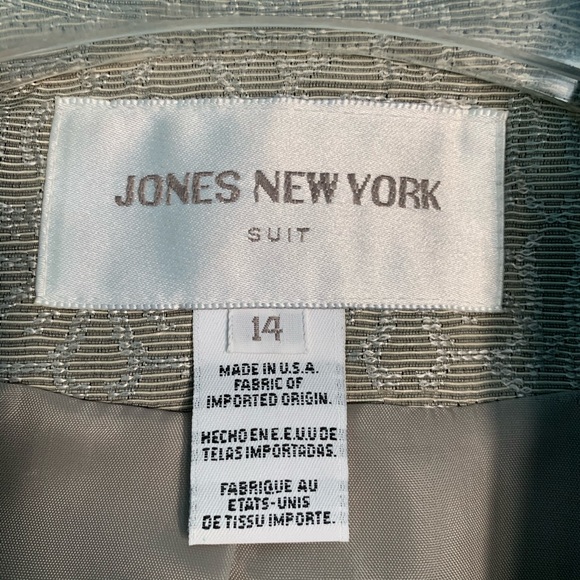 JONES NEW YORK
SUIT
14
MADE IN U.S.A.
FABRIC OF
IMPORTED ORIGIN.
HECHO EN E.E.U.U DE
TELAS IMPORTADAS.
FABRIQUE AU
ETATS-UNIS
DE TISSU IMPORTE.